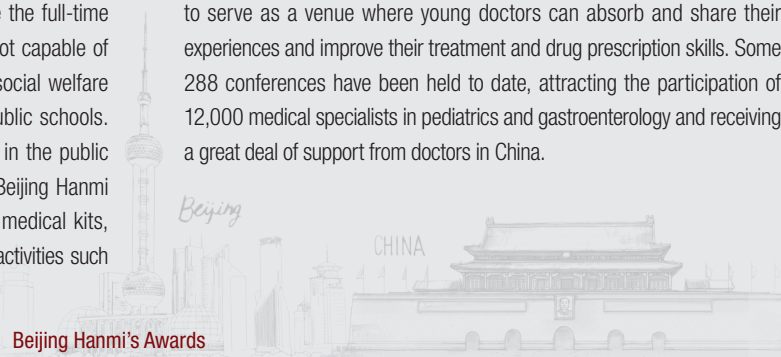 the full-time
not capable of
social welfare
public schools.
in the public
Beijing Hanmi
medical kits,
activities such
to serve as a venue where young doctors can absorb and share their
experiences and improve their treatment and drug prescription skills. Some
288 conferences have been held to date, attracting the participation of
12,000 medical specialists in pediatrics and gastroenterology and receiving
a great deal of support from doctors in China.
Beijing
CHINA
Beijing Hanmi's Awards